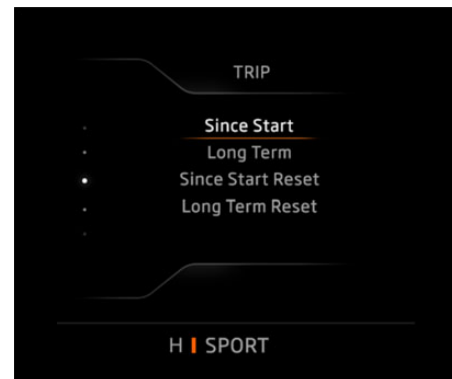 TRIP
Since Start
Long Term
Since Start Reset
Long Term Reset
H SPORT